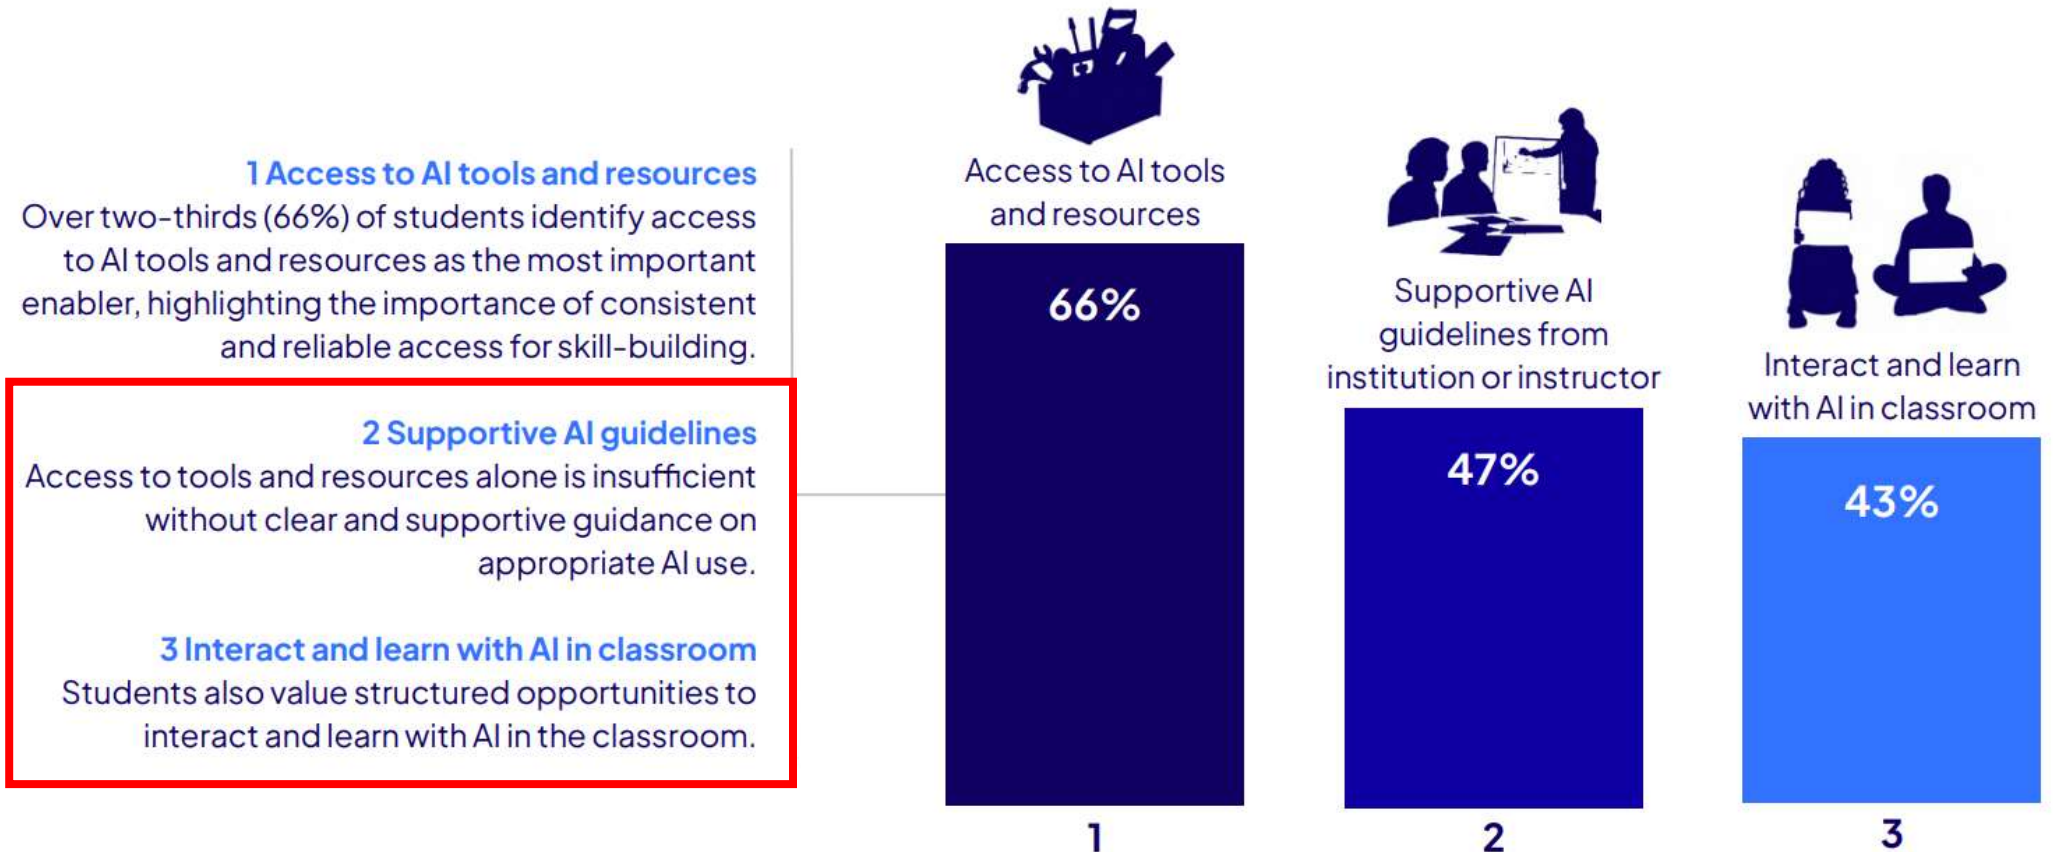 1 Access to AI tools and resources
Over two-thirds (66%) of students identify access
to AI tools and resources as the most important
enabler, highlighting the importance of consistent
and reliable access for skill-building.
2 Supportive AI guidelines
Access to tools and resources alone is insufficient
without clear and supportive guidance on
appropriate AI use.
3 Interact and learn with AI in classroom
Students also value structured opportunities to
interact and learn with AI in the classroom.
Access to AI tools
and resources
66%
1
Supportive AI
guidelines from
institution or instructor
47%
2
Interact and learn
with AI in classroom
43%
3